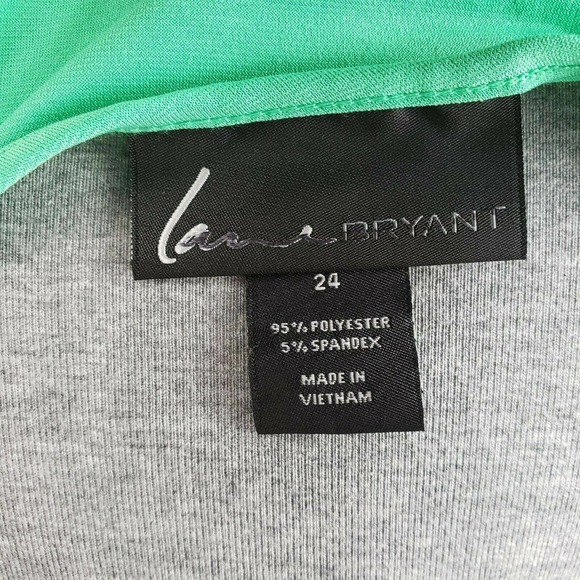 Lane BRYANT
24
95% POLYESTER
5% SPANDEX
MADE IN
VIETNAM